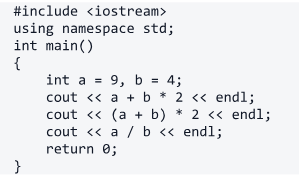 #include <iostream>
using namespace std;
int main()
{
    int a = 9, b = 4;
    cout << a + b * 2 << endl;
    cout << (a + b) * 2 << endl;
    cout << a / b << endl;
    return 0;
}